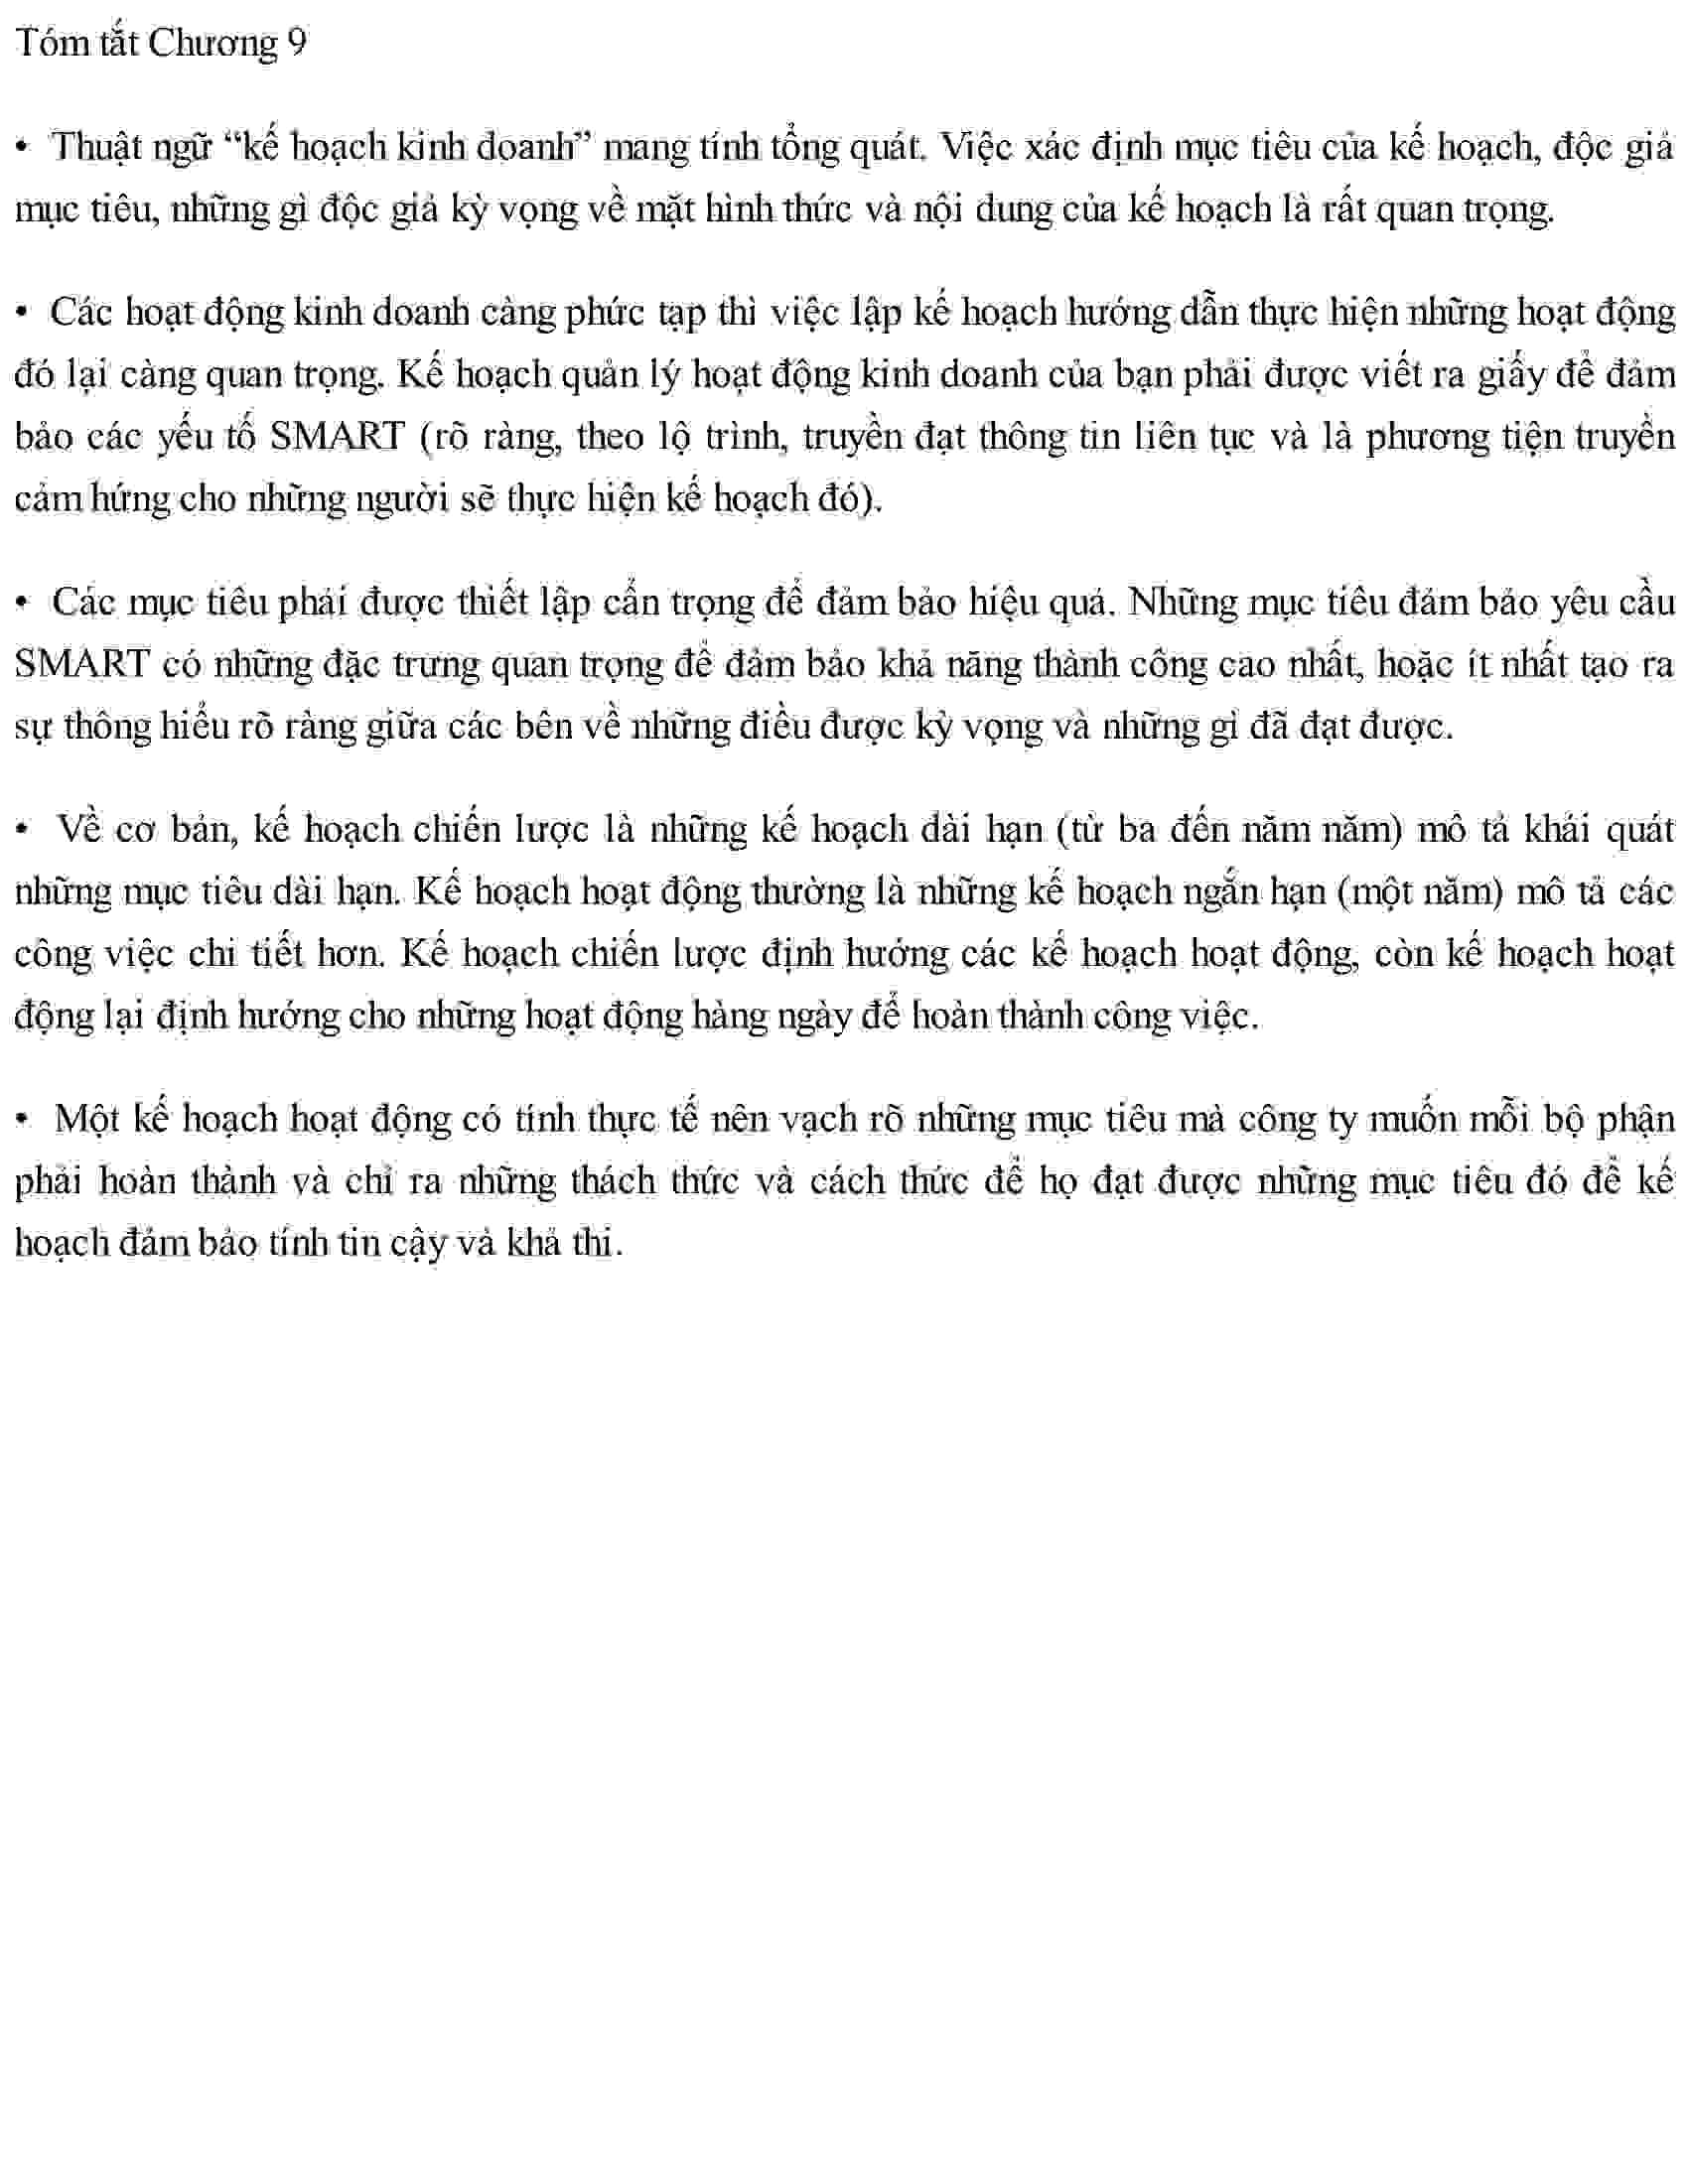 Tóm tắt Chương 9
• Thuật ngữ “kế hoạch kinh doanh” mang tính tổng quát. Việc xác định mục tiêu của kế hoạch, độc giả
mục tiêu, những gì độc giả kỳ vọng về mặt hình thức và nội dung của kế hoạch là rất quan trọng.
• Các hoạt động kinh doanh càng phức tạp thì việc lập kế hoạch hướng dẫn thực hiện những hoạt động
đó lại càng quan trọng. Kế hoạch quản lý hoạt động kinh doanh của bạn phải được viết ra giấy để đảm
bảo các yếu tố SMART (rõ ràng, theo lộ trình, truyền đạt thông tin liên tục và là phương tiện truyền
cảm hứng cho những người sẽ thực hiện kế hoạch đó).
• Các mục tiêu phải được thiết lập cẩn trọng để đảm bảo hiệu quả. Những mục tiêu đảm bảo yêu cầu
SMART có những đặc trưng quan trọng để đảm bảo khả năng thành công cao nhất, hoặc ít nhất tạo ra
sự thông hiểu rõ ràng giữa các bên về những điều được kỳ vọng và những gì đã đạt được.
• Về cơ bản, kế hoạch chiến lược là những kế hoạch dài hạn (từ ba đến năm năm) mô tả khái quát
những mục tiêu dài hạn. Kế hoạch hoạt động thường là những kế hoạch ngắn hạn (một năm) mô tả các
công việc chi tiết hơn. Kế hoạch chiến lược định hướng các kế hoạch hoạt động, còn kế hoạch hoạt
động lại định hướng cho những hoạt động hàng ngày để hoàn thành công việc.
• Một kế hoạch hoạt động có tính thực tế nên vạch rõ những mục tiêu mà công ty muốn mỗi bộ phận
phải hoàn thành và chỉ ra những thách thức và cách thức để họ đạt được những mục tiêu đó để kế
hoạch đảm bảo tính tin cậy và khả thi.